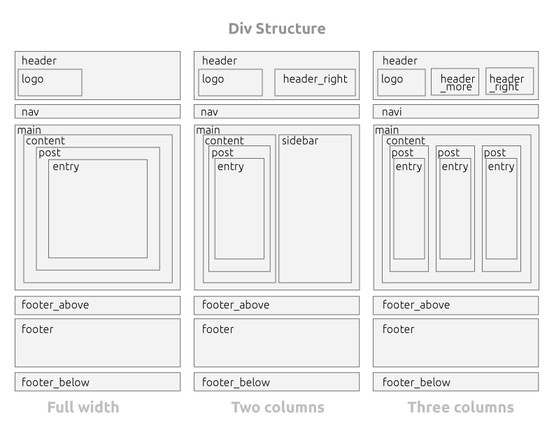 Div Structure
header
logo
nav
main
content
post
entry
footer_above
footer
footer_below
Full width
header
logo
header_right
nav
main
content
post
entry
sidebar
footer_above
footer
footer_below
Two columns
header
logo
header
_more
header
_right
navi
main
content
post
entry
post
entry
post
entry
footer_above
footer
footer_below
Three columns